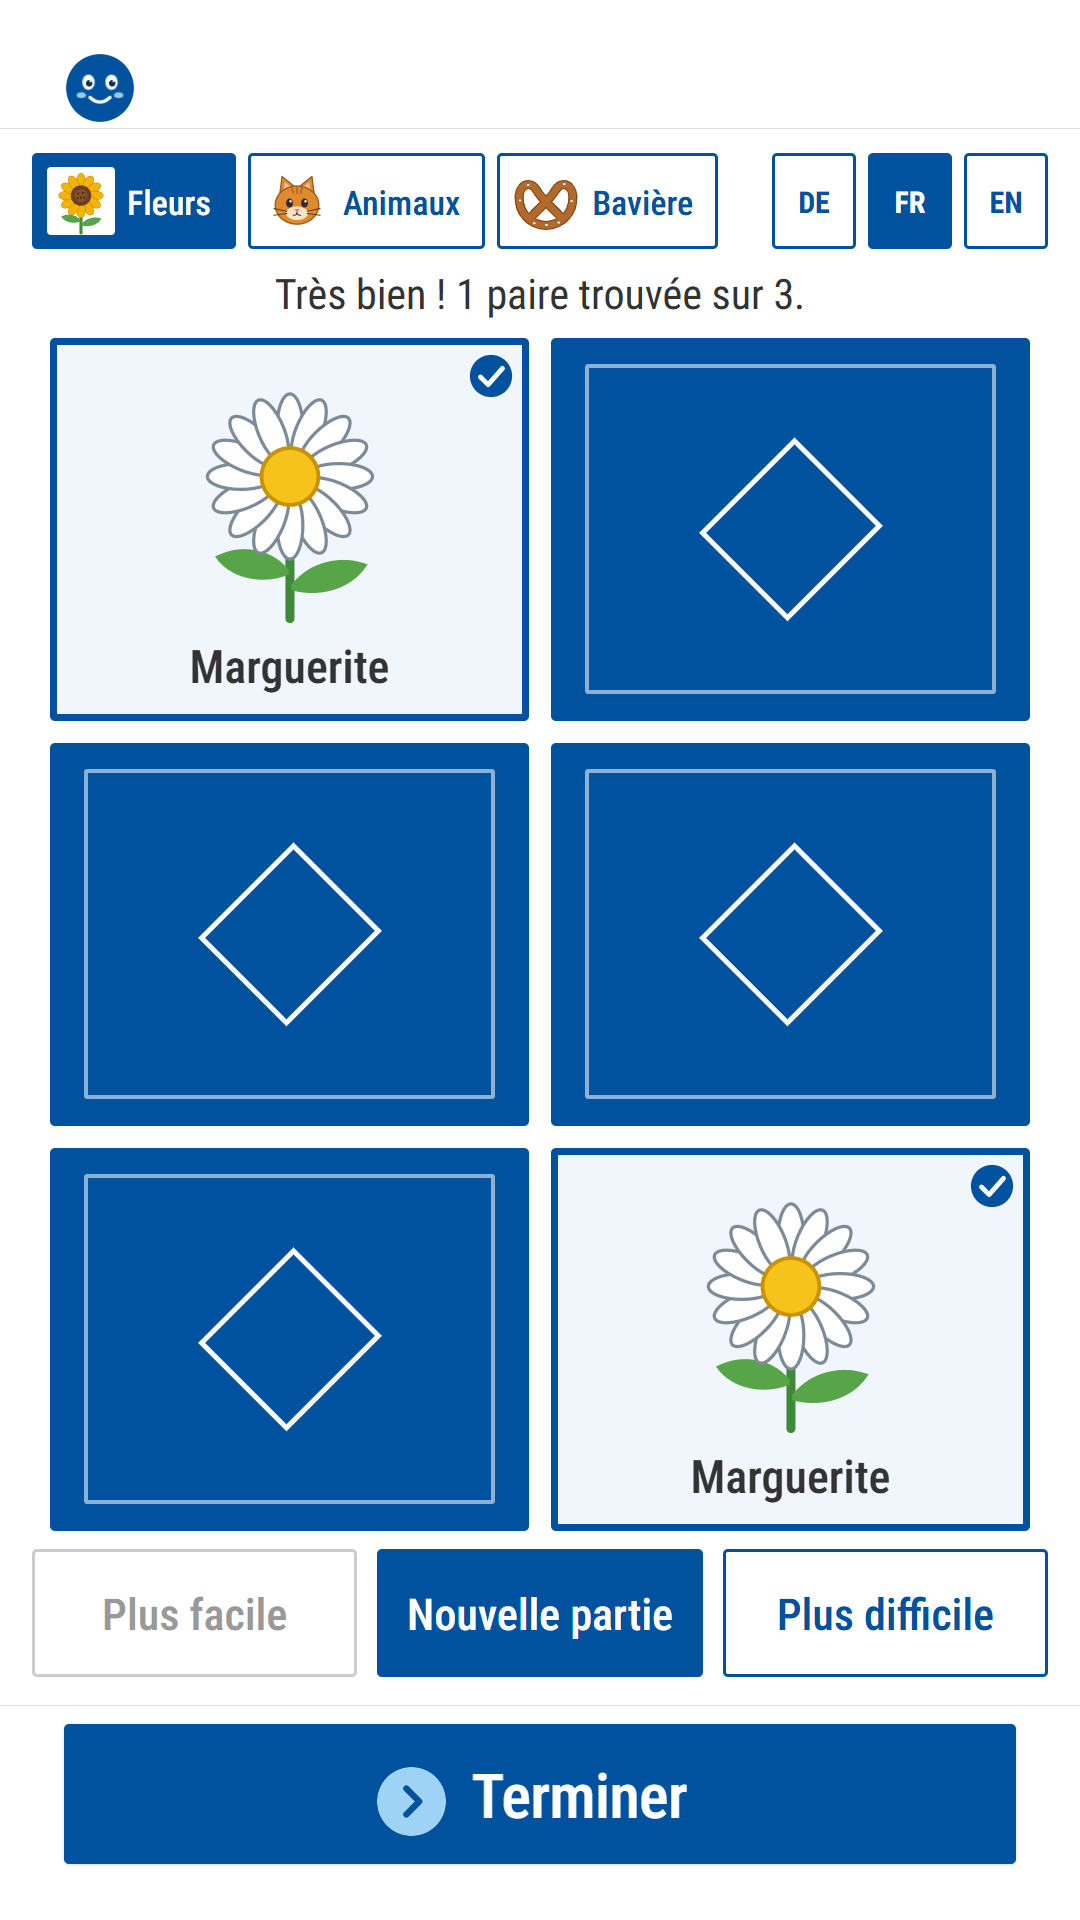 Fleurs
Animaux
Bavière
DE
FR
EN
Très bien ! 1 paire trouvée sur 3.
Marguerite
Marguerite
Plus facile
Nouvelle partie
Plus difficile
Terminer